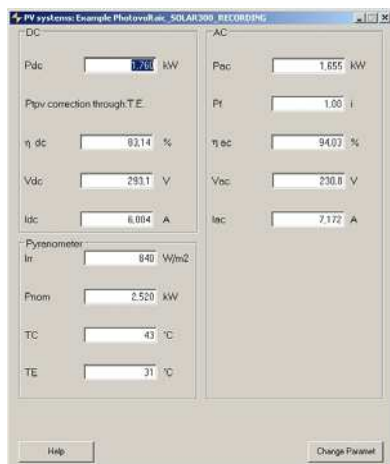 PV systems: Example Photovoltaic_SOLAR300_RECORDING
DC
Pdc 1,760 kW
Ptpv correction through:T.E.
η dc 83,14 %
Vdc 293,1 V
Idc 6,004 A
Pyranometer
Irr 840 W/m2
Pnom 2,520 kW
TC 43 °C
TE 31 °C
AC
Pac 1,655 kW
Pf 1,00 i
η ac 94,03 %
Vac 230,8 V
Iac 7,172 A
Help
Change Paramet